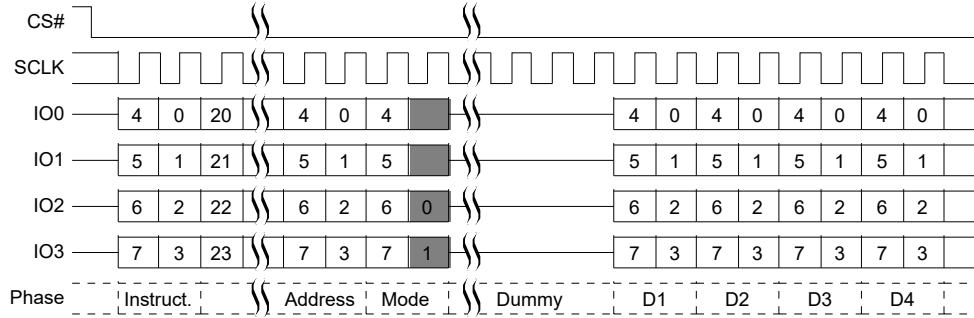 CS#
SCLK
IO0 4 0 20 4 0 4 4 0 4 0 4 0 4 0
IO1 5 1 21 5 1 5 5 1 5 1 5 1 5 1
IO2 6 2 22 6 2 6 0 6 2 6 2 6 2 6 2
IO3 7 3 23 7 3 7 1 7 3 7 3 7 3 7 3
Phase Instruct. Address Mode Dummy D1 D2 D3 D4